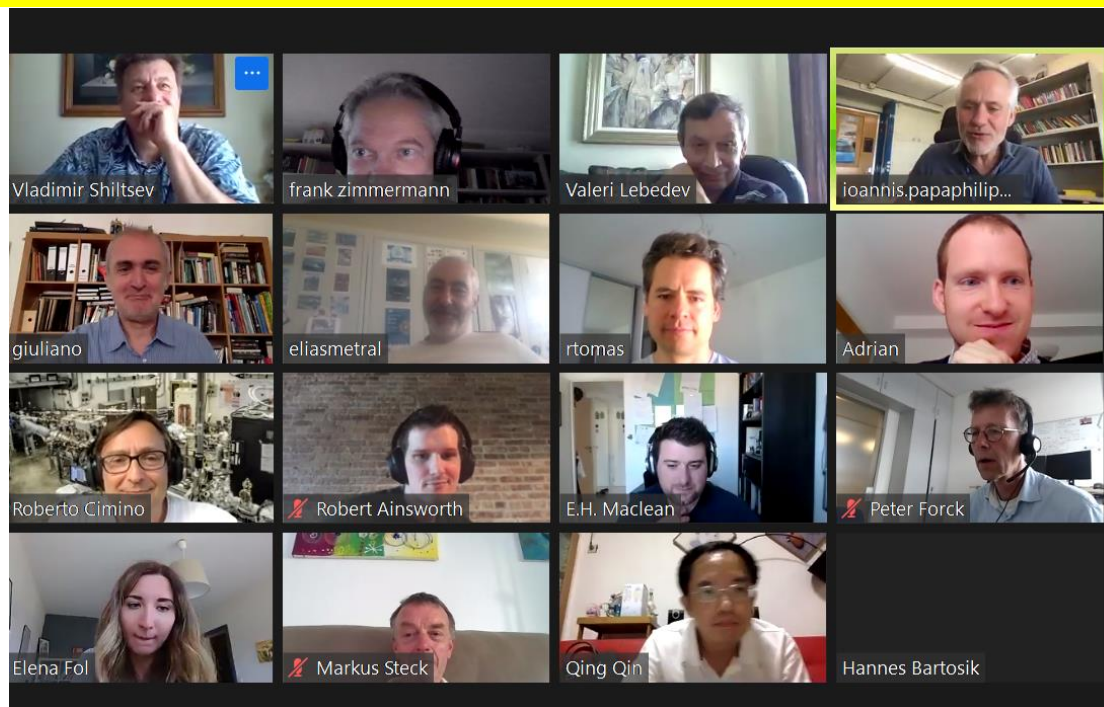 Vladimir Shiltsev
frank zimmermann
Valeri Lebedev
ioannis.papaphilip...
giuliano
eliasmetral
rtomas
Adrian
Roberto Cimino
Robert Ainsworth
E.H. Maclean
Peter Forck
Elena Fol
Markus Steck
Qing Qin
Hannes Bartosik